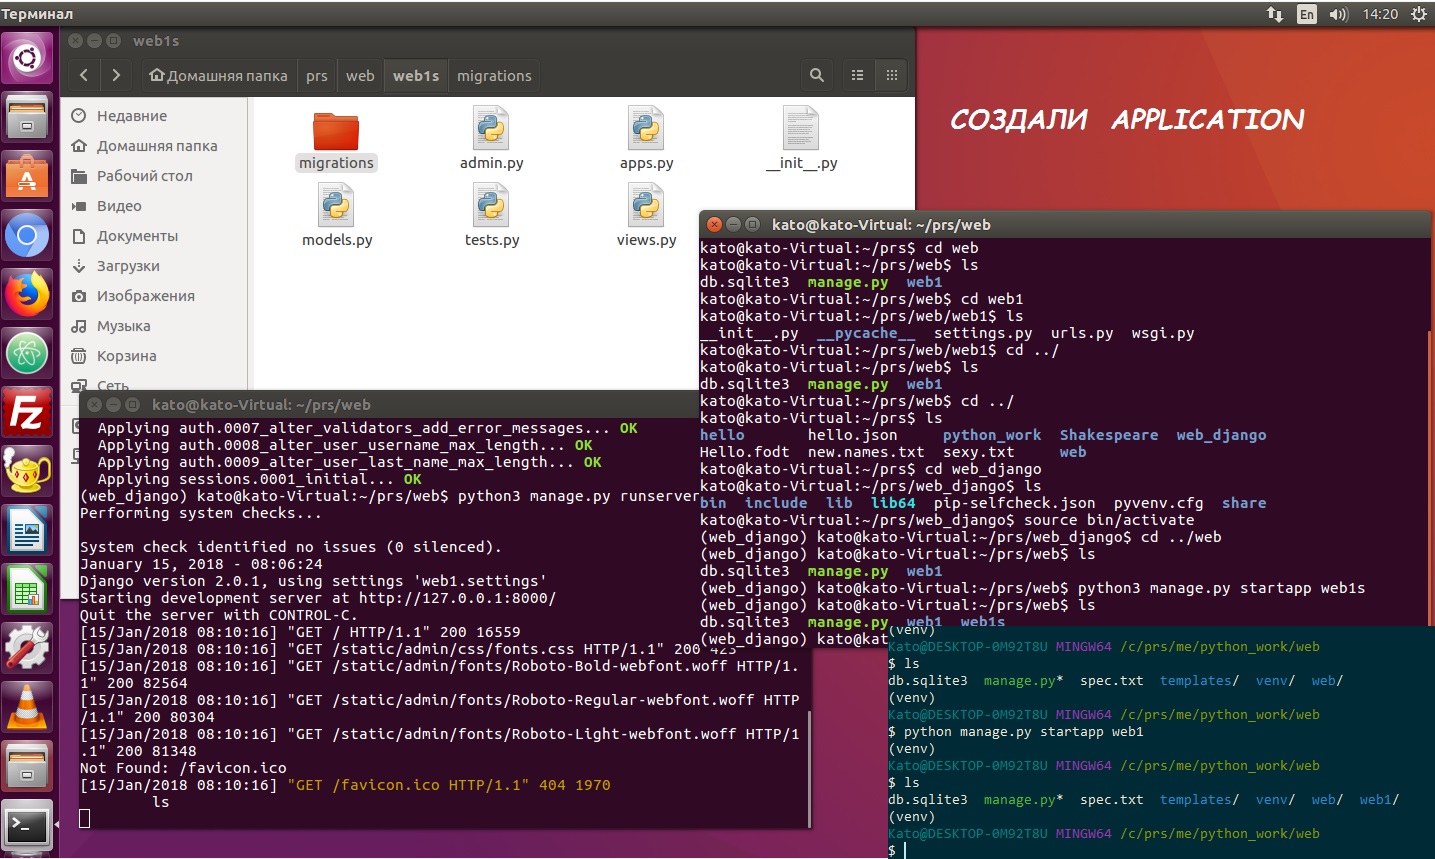 Терминал
En
14:20
web1s
Домашняя папка prs web web1s migrations
Недавние
Домашняя папка
Рабочий стол
Видео
Документы
Загрузки
Изображения
Музыка
Корзина
Сеть
migrations admin.py apps.py __init__.py
models.py tests.py views.py
СОЗДАЛИ APPLICATION
kato@kato-Virtual: ~/prs/web
kato@kato-Virtual:~/prs$ cd web
kato@kato-Virtual:~/prs/web$ ls
db.sqlite3 manage.py web1
kato@kato-Virtual:~/prs/web$ cd web1
kato@kato-Virtual:~/prs/web/web1$ ls
__init__.py __pycache__ settings.py urls.py wsgi.py
kato@kato-Virtual:~/prs/web/web1$ cd ../
kato@kato-Virtual:~/prs/web$ ls
db.sqlite3 manage.py web1
kato@kato-Virtual:~/prs/web$ cd ../
kato@kato-Virtual:~/prs$ ls
hello hello.json python_work Shakespeare web_django
Hello.fodt new.names.txt sexy.txt web
kato@kato-Virtual:~/prs$ cd web_django
kato@kato-Virtual:~/prs/web_django$ ls
bin include lib lib64 pip-selfcheck.json pyvenv.cfg share
kato@kato-Virtual:~/prs/web_django$ source bin/activate
(web_django) kato@kato-Virtual:~/prs/web_django$ cd ../web
(web_django) kato@kato-Virtual:~/prs/web$ ls
db.sqlite3 manage.py web1
(web_django) kato@kato-Virtual:~/prs/web$ python3 manage.py startapp web1s
(web_django) kato@kato-Virtual:~/prs/web$ ls
db.sqlite3 manage.py web1 web1s
(web_django) kato@kat
kato@kato-Virtual: ~/prs/web
Applying auth.0007_alter_validators_add_error_messages... OK
Applying auth.0008_alter_user_username_max_length... OK
Applying auth.0009_alter_user_last_name_max_length... OK
Applying sessions.0001_initial... OK
(web_django) kato@kato-Virtual:~/prs/web$ python3 manage.py runserver
Performing system checks...
System check identified no issues (0 silenced).
January 15, 2018 - 08:06:24
Django version 2.0.1, using settings 'web1.settings'
Starting development server at http://127.0.0.1:8000/
Quit the server with CONTROL-C.
[15/Jan/2018 08:10:16] "GET / HTTP/1.1" 200 16559
[15/Jan/2018 08:10:16] "GET /static/admin/css/fonts.css HTTP/1.1" 200 423
[15/Jan/2018 08:10:16] "GET /static/admin/fonts/Roboto-Bold-webfont.woff HTTP/1.
1" 200 82564
[15/Jan/2018 08:10:16] "GET /static/admin/fonts/Roboto-Regular-webfont.woff HTTP
/1.1" 200 80304
[15/Jan/2018 08:10:16] "GET /static/admin/fonts/Roboto-Light-webfont.woff HTTP/1
.1" 200 81348
Not Found: /favicon.ico
[15/Jan/2018 08:10:16] "GET /favicon.ico HTTP/1.1" 404 1970
ls
(venv)
Kato@DESKTOP-0M92T8U MINGW64 /c/prs/me/python_work/web
$ ls
db.sqlite3 manage.py* spec.txt templates/ venv/ web/
(venv)
Kato@DESKTOP-0M92T8U MINGW64 /c/prs/me/python_work/web
$ python manage.py startapp web1
(venv)
Kato@DESKTOP-0M92T8U MINGW64 /c/prs/me/python_work/web
$ ls
db.sqlite3 manage.py* spec.txt templates/ venv/ web/ web1/
(venv)
Kato@DESKTOP-0M92T8U MINGW64 /c/prs/me/python_work/web
$